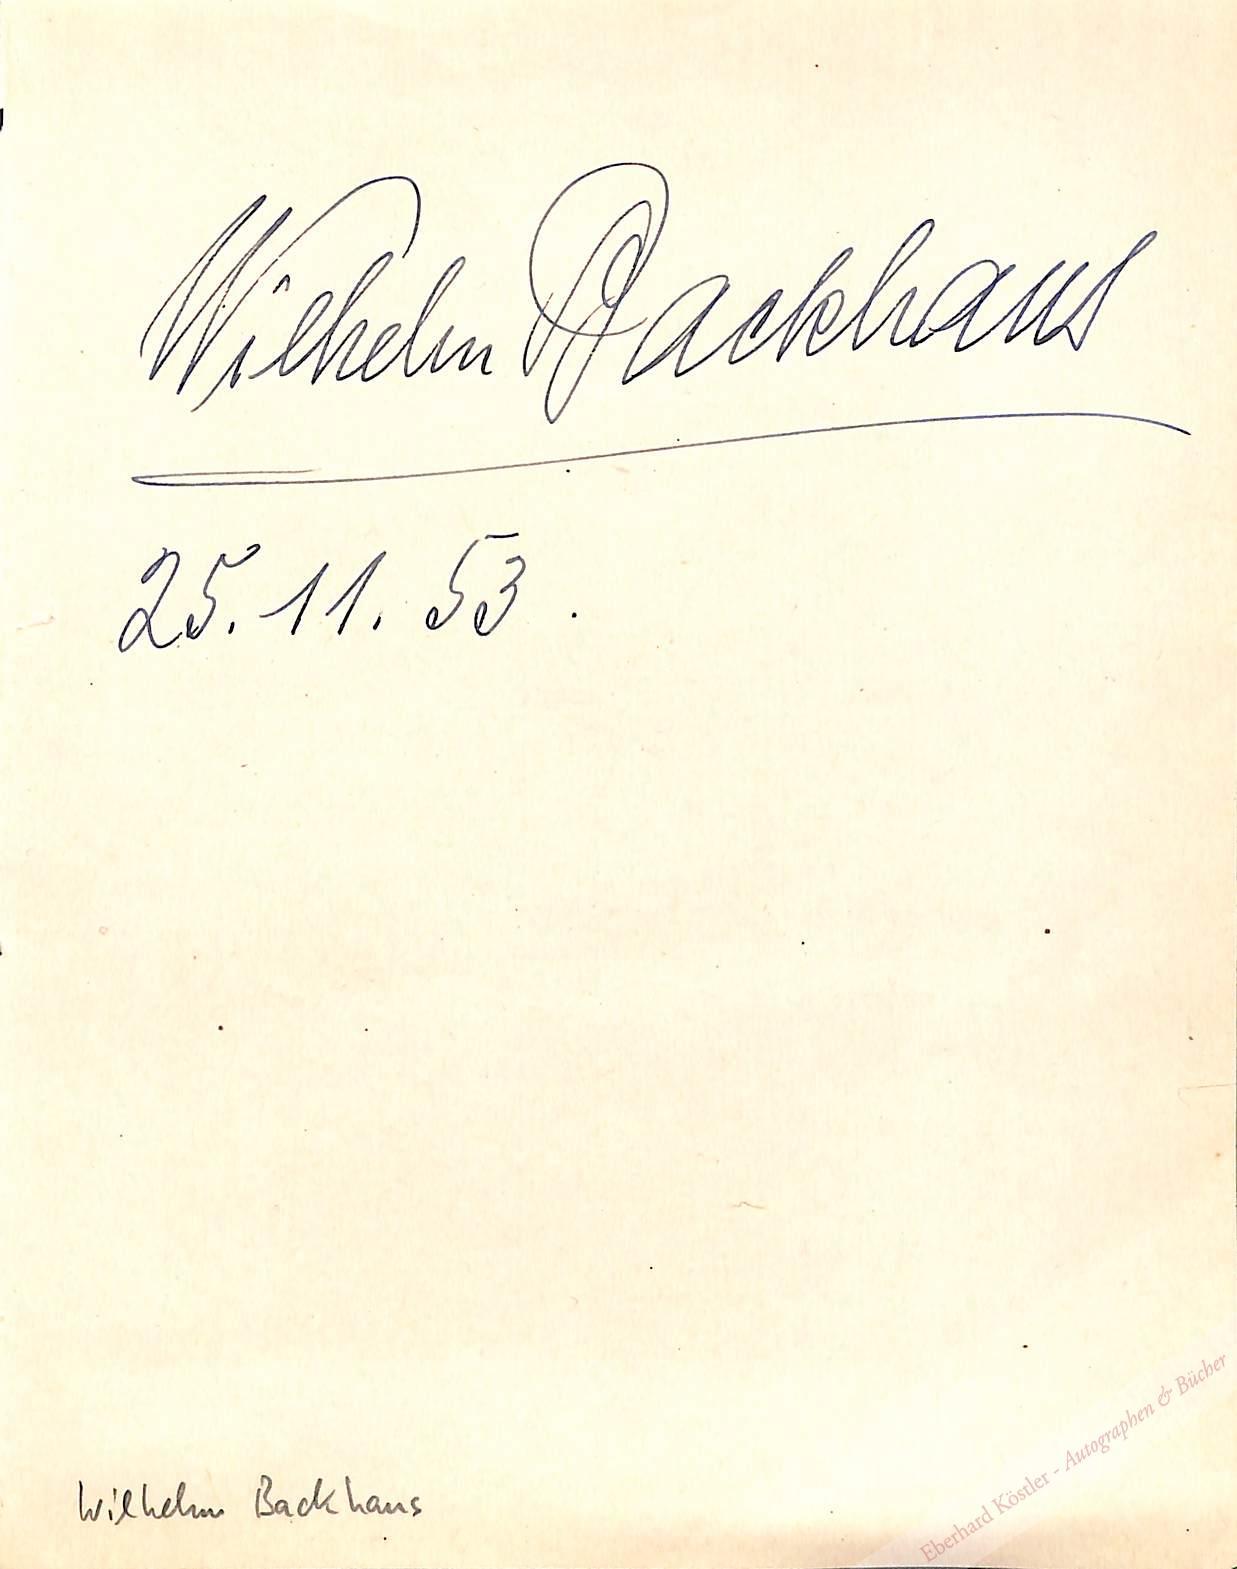 Wilhelm Backhaus
25. 11. 53.
Wilhelm Backhaus
Eberhard Köstler - Autographen & Bücher